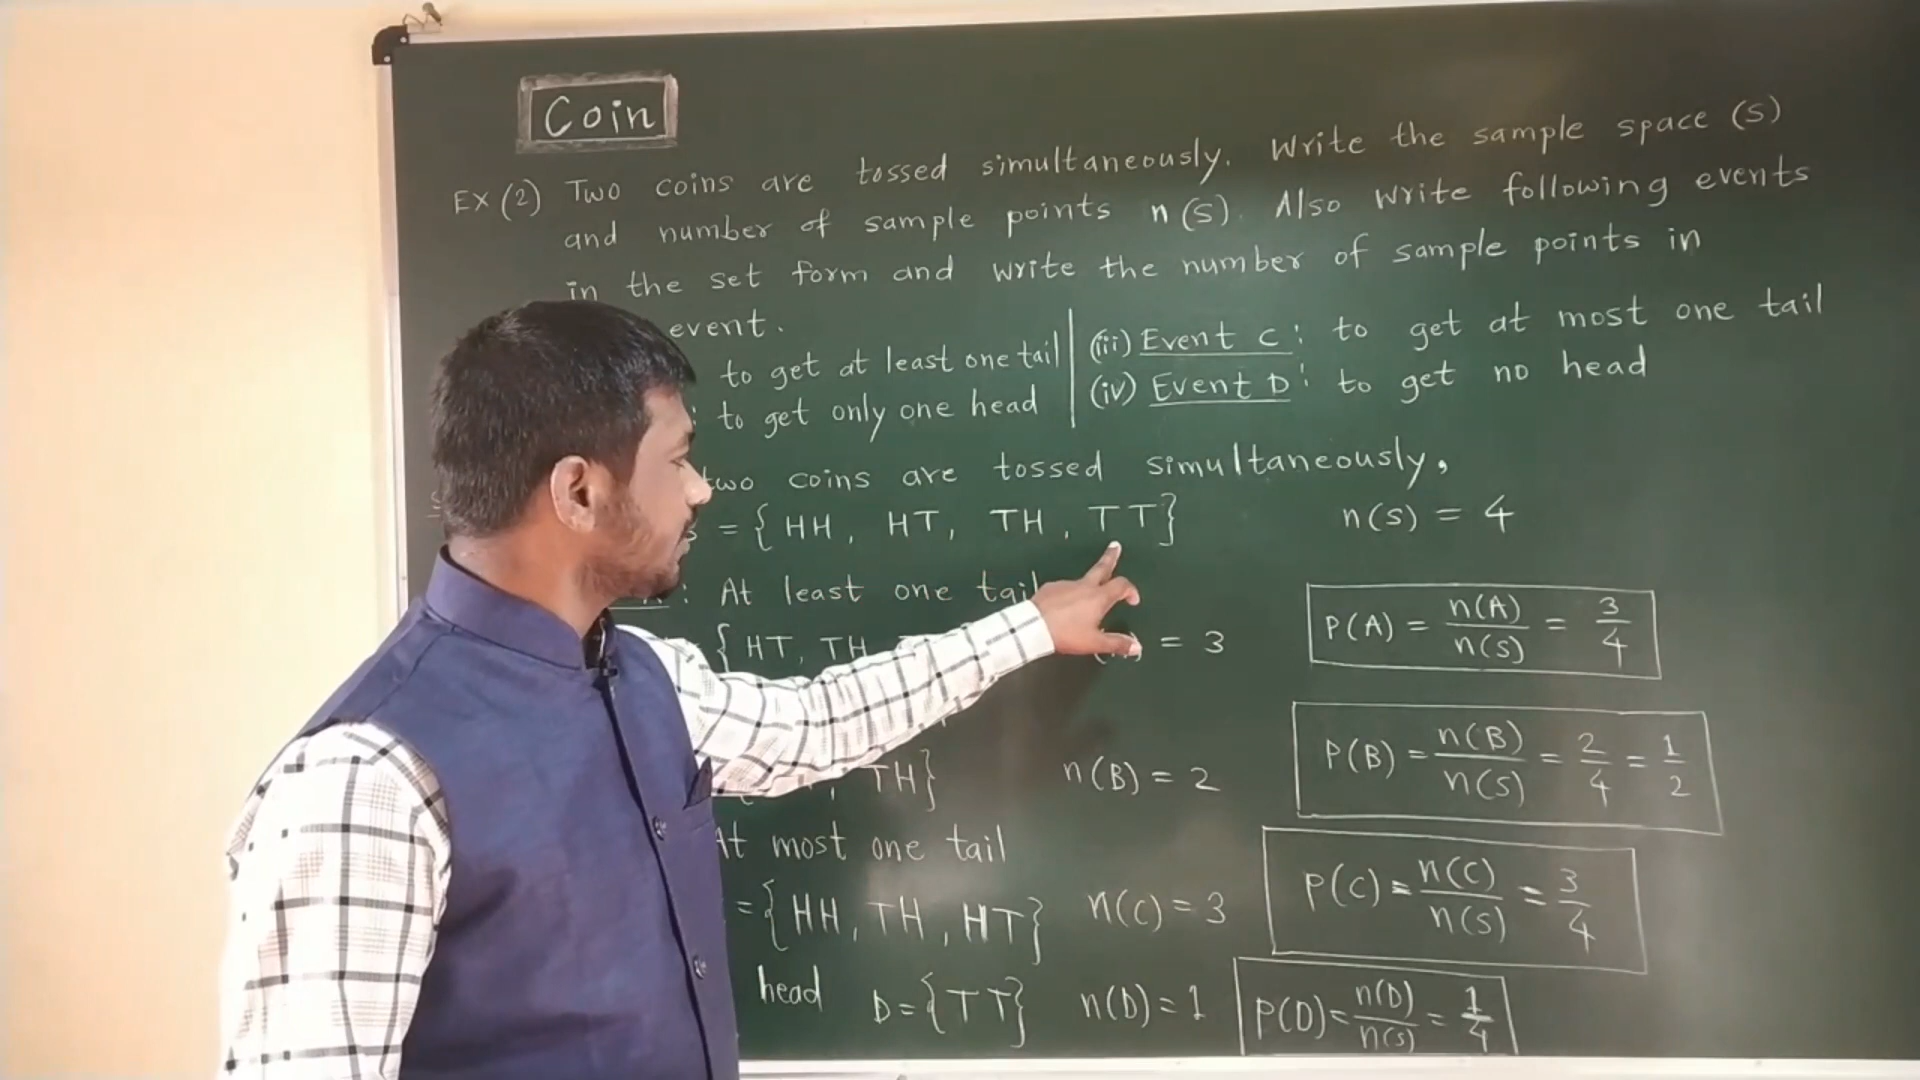 Coin
Ex (2) Two coins are tossed simultaneously. Write the sample space (s)
and number of sample points n(s). Also write following events
in the set form and write the number of sample points in
event.
to get at least one tail
: to get only one head
(iii) Event C : to get at most one tail
(iv) Event D : to get no head
two coins are tossed simultaneously,
s = {HH, HT, TH, TT} n(s) = 4
A : At least one tail
{HT, TH, = 3 P(A) = n(A)/n(s) = 3/4
TH} n(B) = 2 P(B) = n(B)/n(s) = 2/4 = 1/2
At most one tail
= {HH, TH, HT} n(C) = 3 P(C) = n(C)/n(s) = 3/4
head D = {TT} n(D) = 1 P(D) = n(D)/n(s) = 1/4